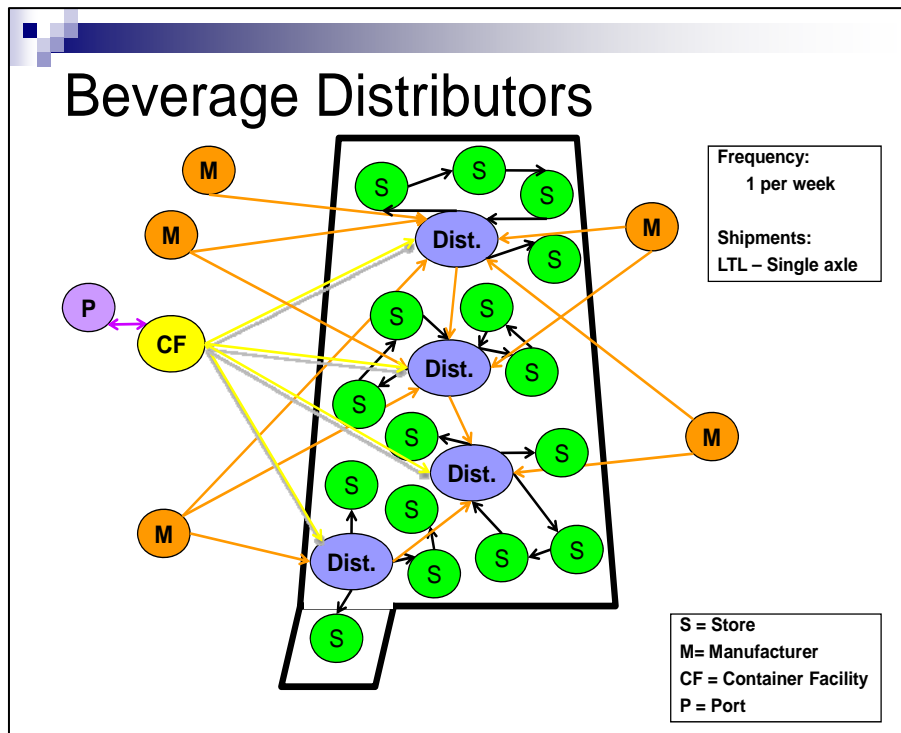 Beverage Distributors
M
S
S
S
Frequency:
1 per week
Shipments:
LTL – Single axle
M
M
Dist.
S
P
CF
S
S
Dist.
S
S
S
M
S
Dist.
S
S
M
Dist.
S
S
S
S
S
S = Store
M= Manufacturer
CF = Container Facility
P = Port